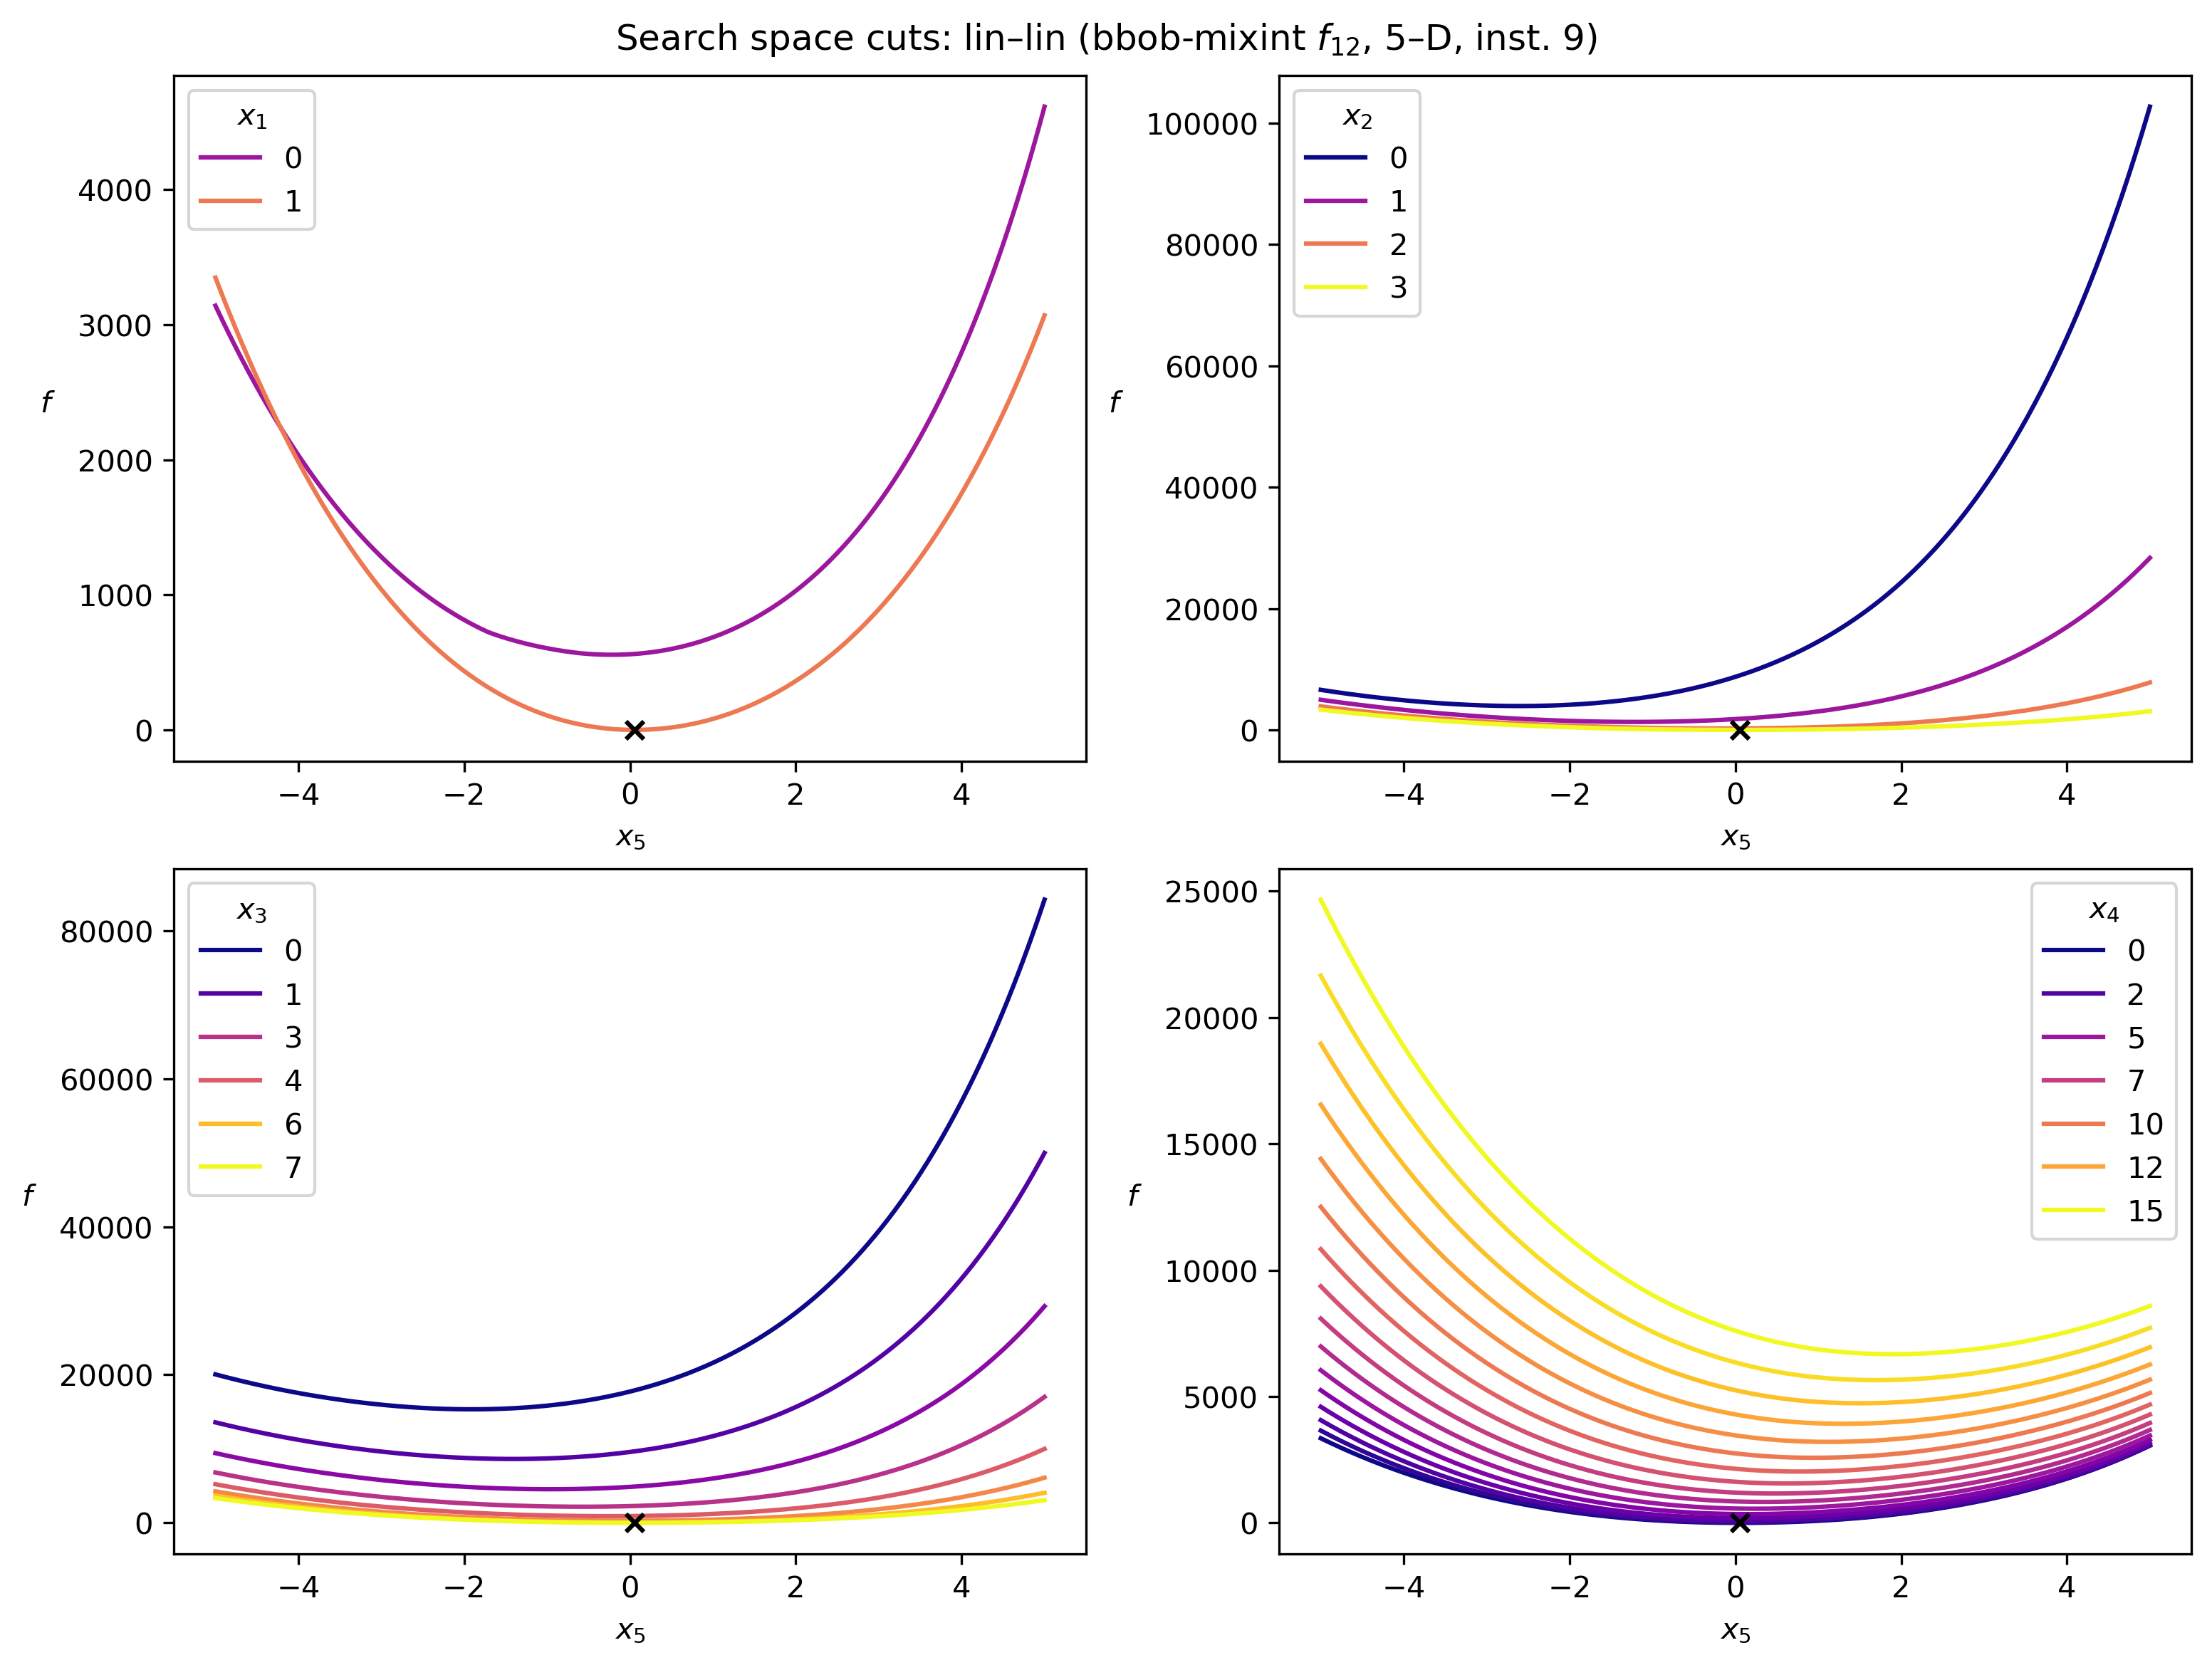 Search space cuts: lin–lin (bbob-mixint f12, 5–D, inst. 9)
x1
0
1
4000
3000
2000
1000
0
f
−4 −2 0 2 4
x5
x2
0
1
2
3
100000
80000
60000
40000
20000
0
f
−4 −2 0 2 4
x5
x3
0
1
3
4
6
7
80000
60000
40000
20000
0
f
−4 −2 0 2 4
x5
x4
0
2
5
7
10
12
15
25000
20000
15000
10000
5000
0
f
−4 −2 0 2 4
x5